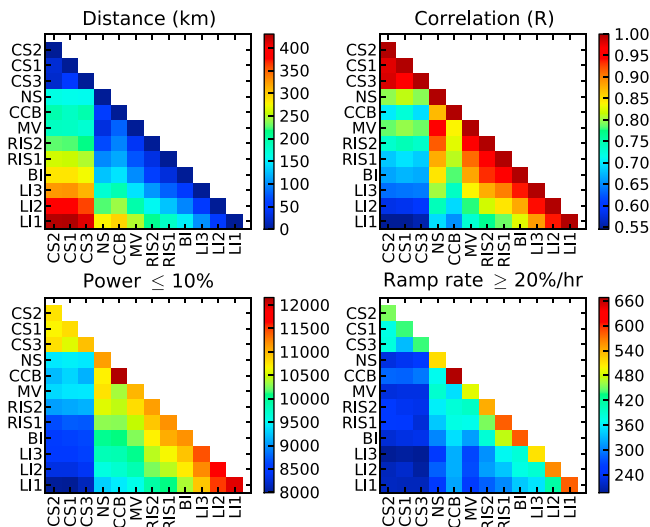 Distance (km)
CS2
CS1
CS3
NS
CCB
MV
RIS2
RIS1
BI
LI3
LI2
LI1
CS2 CS1 CS3 NS CCB MV RIS2 RIS1 BI LI3 LI2 LI1
400
350
300
250
200
150
100
50
0
Correlation (R)
CS2
CS1
CS3
NS
CCB
MV
RIS2
RIS1
BI
LI3
LI2
LI1
CS2 CS1 CS3 NS CCB MV RIS2 RIS1 BI LI3 LI2 LI1
1.00
0.95
0.90
0.85
0.80
0.75
0.70
0.65
0.60
0.55
Power ≤ 10%
CS2
CS1
CS3
NS
CCB
MV
RIS2
RIS1
BI
LI3
LI2
LI1
CS2 CS1 CS3 NS CCB MV RIS2 RIS1 BI LI3 LI2 LI1
12000
11500
11000
10500
10000
9500
9000
8500
8000
Ramp rate ≥ 20%/hr
CS2
CS1
CS3
NS
CCB
MV
RIS2
RIS1
BI
LI3
LI2
LI1
CS2 CS1 CS3 NS CCB MV RIS2 RIS1 BI LI3 LI2 LI1
660
600
540
480
420
360
300
240